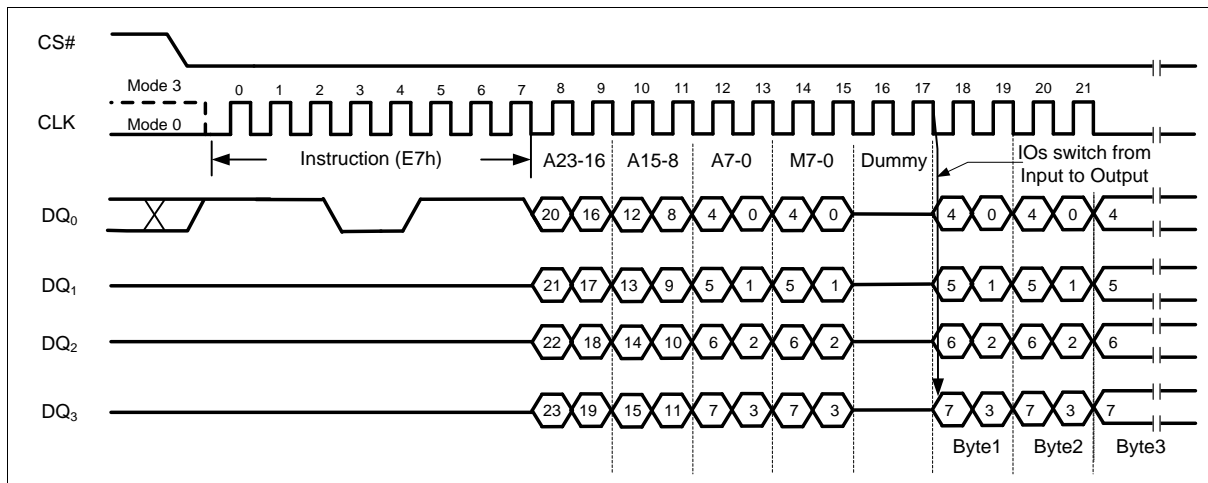 CS#
Mode 3
0 1 2 3 4 5 6 7 8 9 10 11 12 13 14 15 16 17 18 19 20 21
CLK
Mode 0
Instruction (E7h) A23-16 A15-8 A7-0 M7-0 Dummy
IOs switch from
Input to Output
DQ0 20 16 12 8 4 0 4 0 4 0 4 0 4
DQ1 21 17 13 9 5 1 5 1 5 1 5 1 5
DQ2 22 18 14 10 6 2 6 2 6 2 6 2 6
DQ3 23 19 15 11 7 3 7 3 7 3 7 3 7
Byte1 Byte2 Byte3